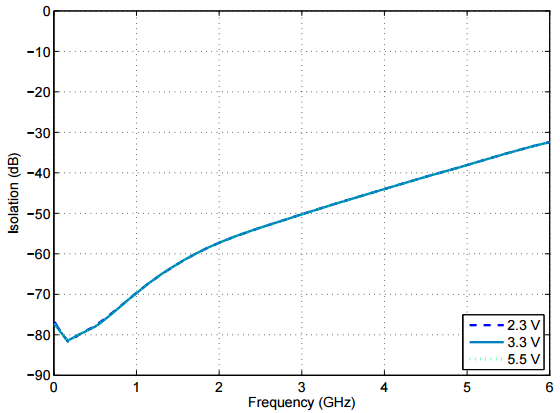 0
−10
−20
−30
−40
−50
−60
−70
−80
−90
Isolation (dB)
0 1 2 3 4 5 6
Frequency (GHz)
2.3 V
3.3 V
5.5 V